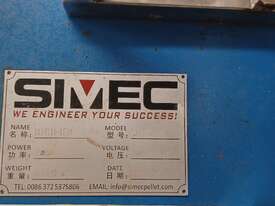 SIMEC
WE ENGINEER YOUR SUCCESS!
NAME MODEL
名称: 型号:
POWER VOLTAGE
功率: 电压:
WEIGHT DATE
重量: 日期:
TEL: 0086 372 5375806 EMAIL: info@simecpellet.com